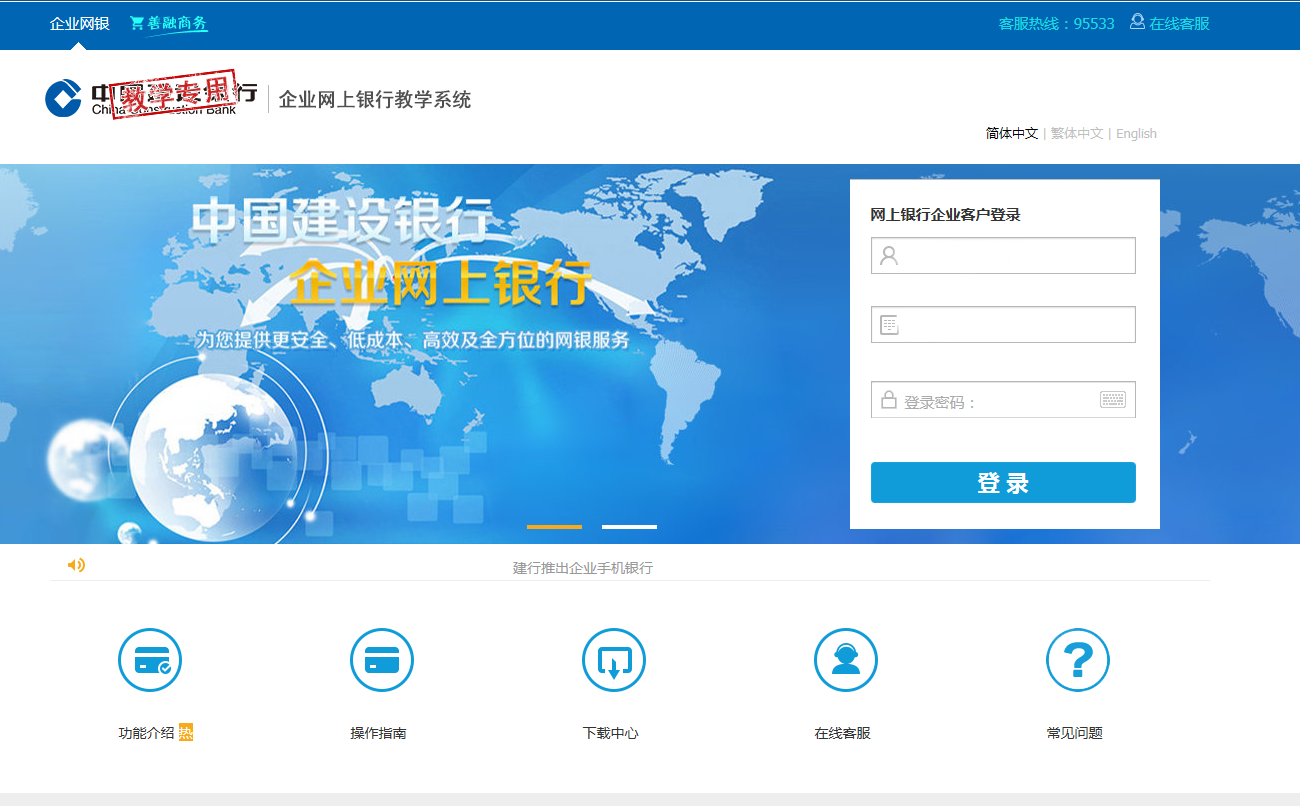 企业网银 善融商务 客服热线：95533 在线客服
中国建设银行
China Construction Bank
教学专用
企业网上银行教学系统
简体中文 | 繁体中文 | English
中国建设银行
企业网上银行
为您提供更安全、低成本、高效及全方位的网银服务
网上银行企业客户登录
登录密码：
登 录
建行推出企业手机银行
功能介绍 热 操作指南 下载中心 在线客服 常见问题